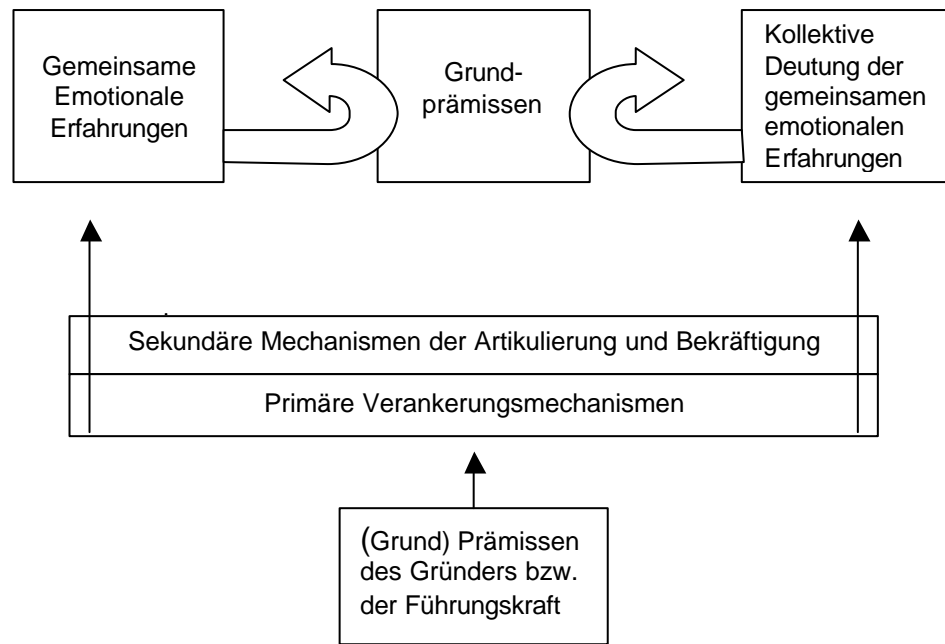 Gemeinsame
Emotionale
Erfahrungen
Grund-
prämissen
Kollektive
Deutung der
gemeinsamen
emotionalen
Erfahrungen
Sekundäre Mechanismen der Artikulierung und Bekräftigung
Primäre Verankerungsmechanismen
(Grund) Prämissen
des Gründers bzw.
der Führungskraft